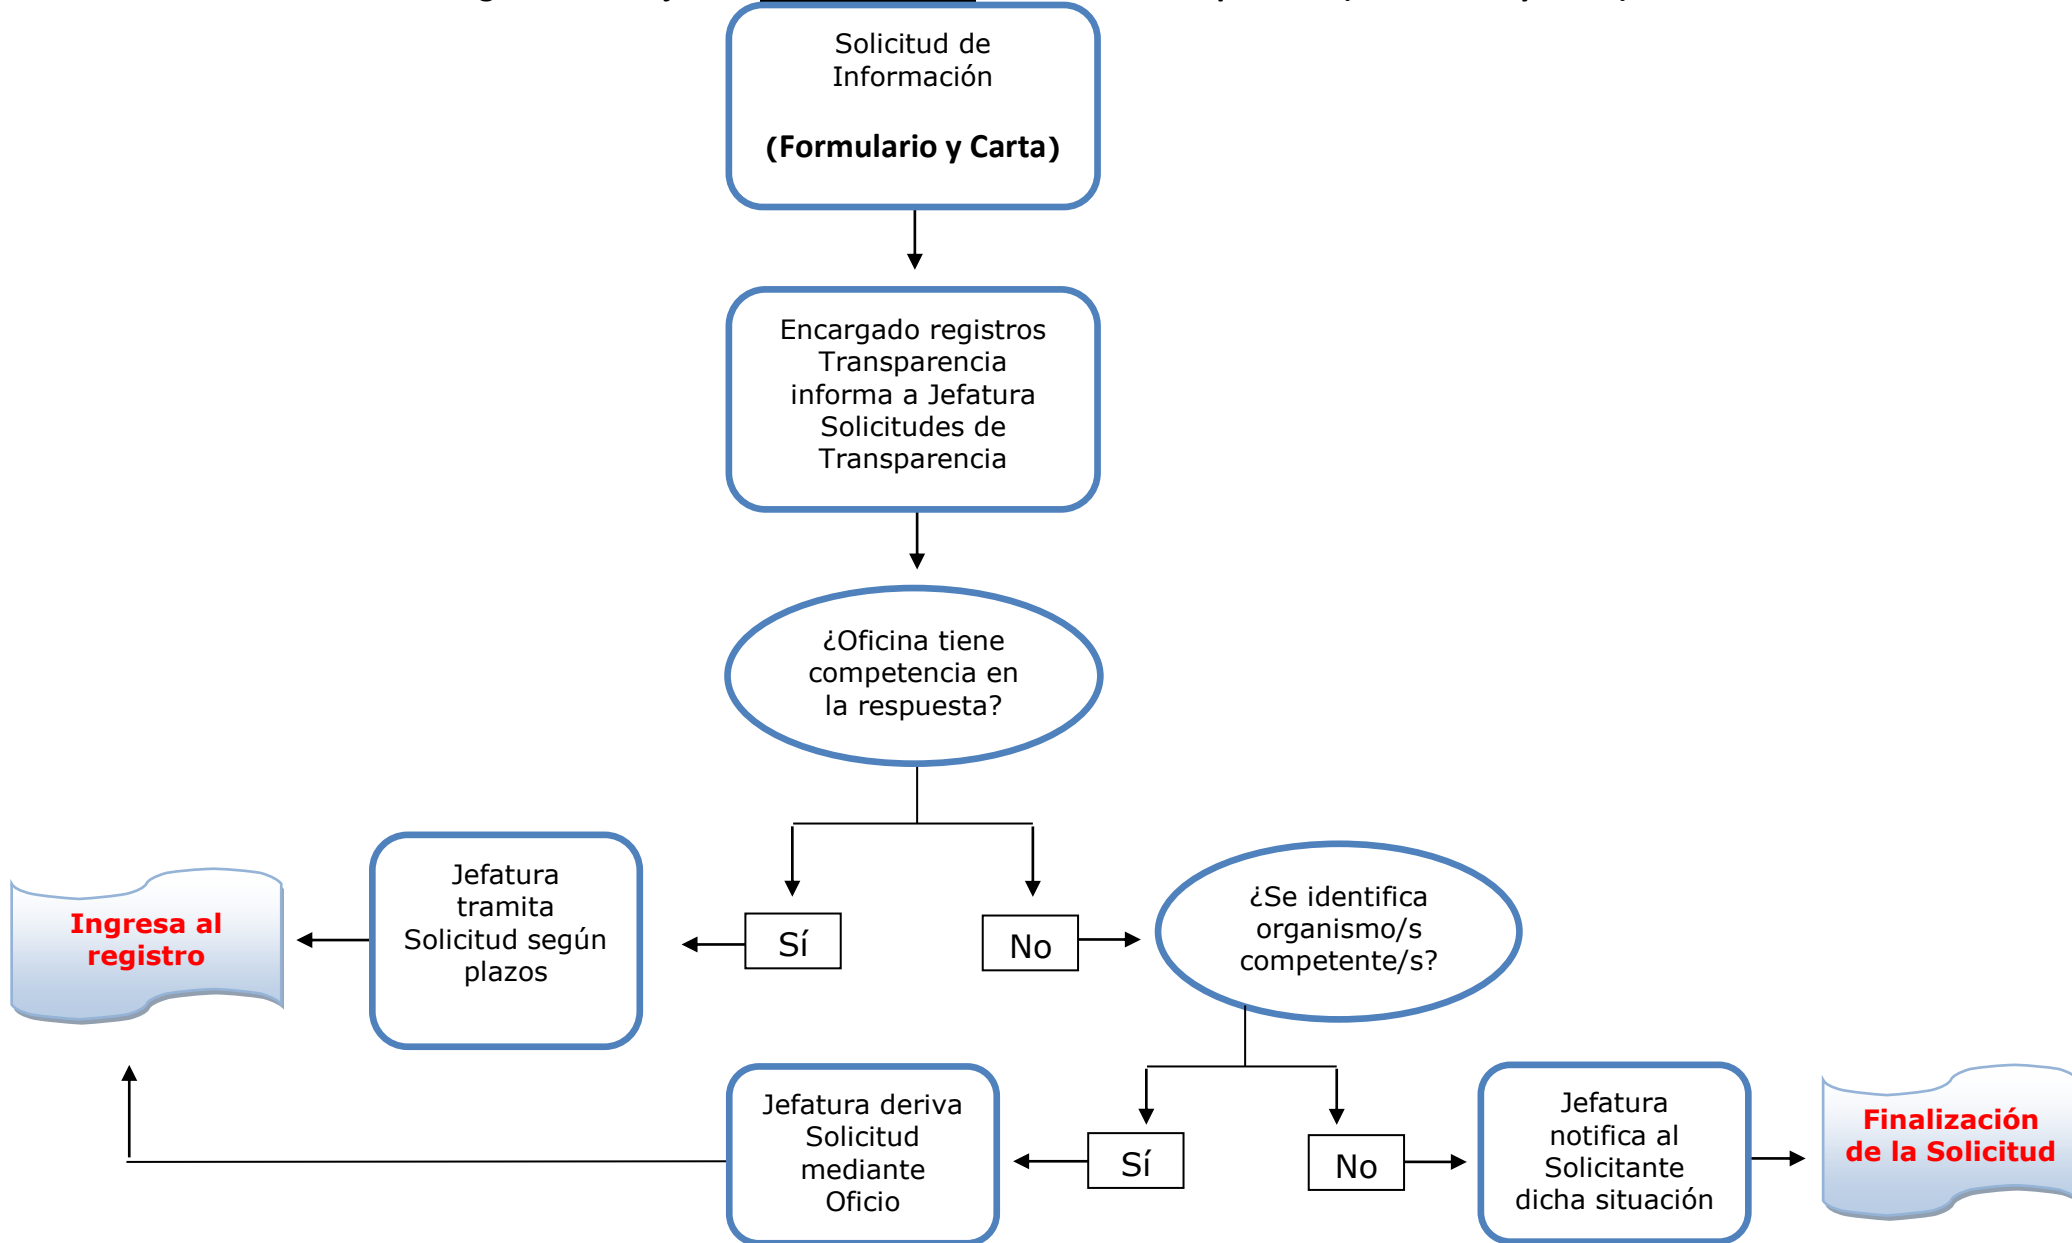 Solicitud de
Información
(Formulario y Carta)
Encargado registros
Transparencia
informa a Jefatura
Solicitudes de
Transparencia
¿Oficina tiene
competencia en
la respuesta?
Sí
No
Jefatura
tramita
Solicitud según
plazos
Ingresa al
registro
¿Se identifica
organismo/s
competente/s?
Sí
No
Jefatura deriva
Solicitud
mediante
Oficio
Jefatura
notifica al
Solicitante
dicha situación
Finalización
de la Solicitud